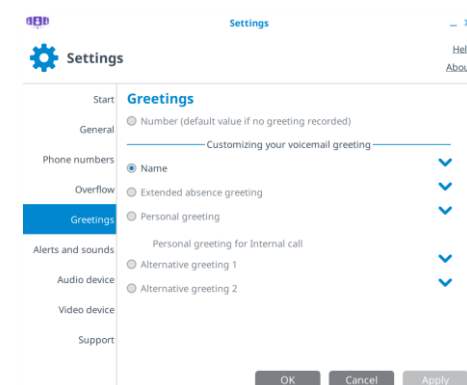 Settings
Settings
Start
General
Phone numbers
Overflow
Greetings
Alerts and sounds
Audio device
Video device
Support
Greetings
Number (default value if no greeting recorded)
Customizing your voicemail greeting
Name
Extended absence greeting
Personal greeting
Personal greeting for Internal call
Alternative greeting 1
Alternative greeting 2
OK
Cancel
Apply